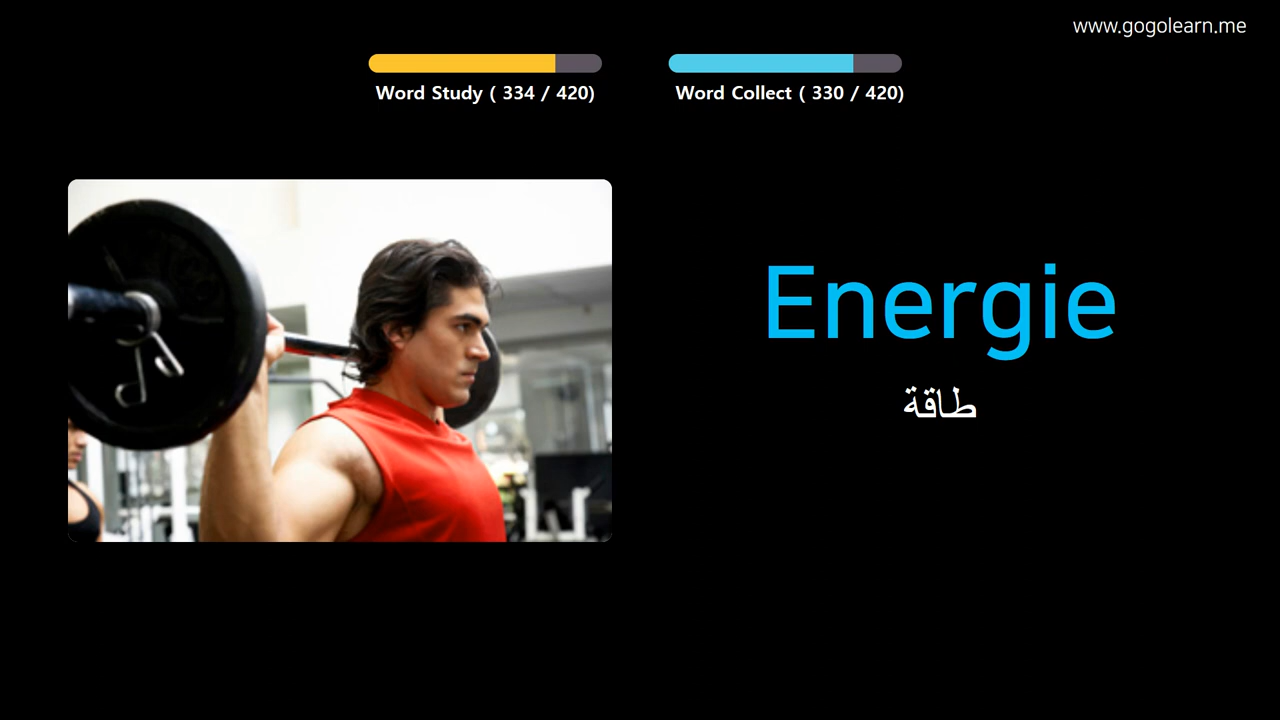 www.gogolearn.me
Word Study ( 334 / 420)
Word Collect ( 330 / 420)
Energie
طاقة